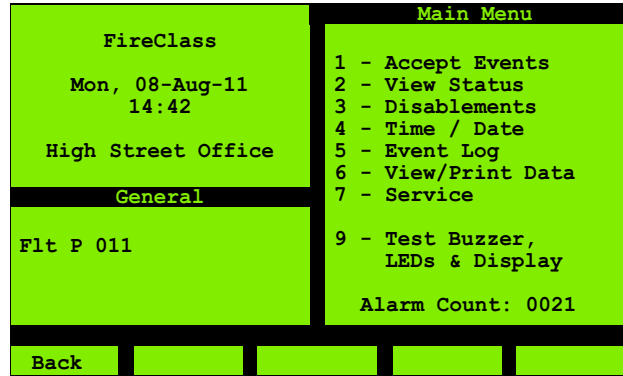 FireClass
Mon, 08-Aug-11
14:42
High Street Office
General
Flt P 011
Main Menu
1 - Accept Events
2 - View Status
3 - Disablements
4 - Time / Date
5 - Event Log
6 - View/Print Data
7 - Service
9 - Test Buzzer,
LEDs & Display
Alarm Count: 0021
Back